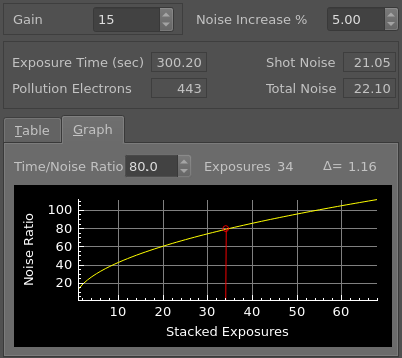 Gain 15 Noise Increase % 5.00
Exposure Time (sec) 300.20 Shot Noise 21.05
Pollution Electrons 443 Total Noise 22.10
Table Graph
Time/Noise Ratio 80.0 Exposures 34 Δ= 1.16
Noise Ratio
100
80
60
40
20
10 20 30 40 50 60
Stacked Exposures